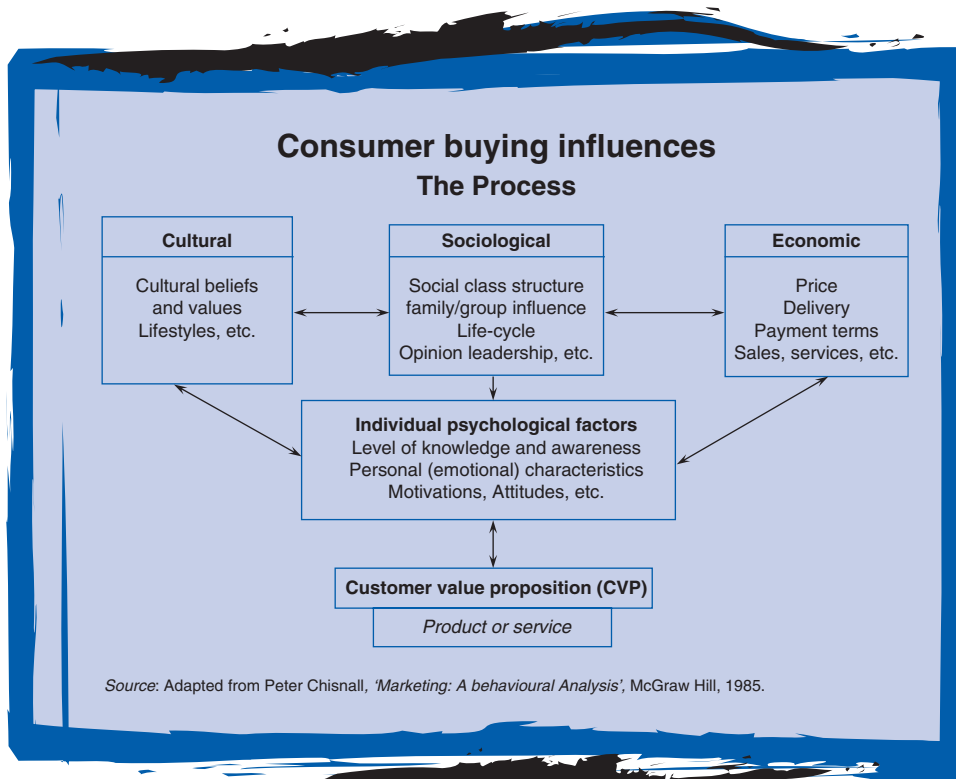 Consumer buying influences
The Process
Cultural
Cultural beliefs
and values
Lifestyles, etc.
Sociological
Social class structure
family/group influence
Life-cycle
Opinion leadership, etc.
Economic
Price
Delivery
Payment terms
Sales, services, etc.
Individual psychological factors
Level of knowledge and awareness
Personal (emotional) characteristics
Motivations, Attitudes, etc.
Customer value proposition (CVP)
Product or service
Source: Adapted from Peter Chisnall, ‘Marketing: A behavioural Analysis’, McGraw Hill, 1985.